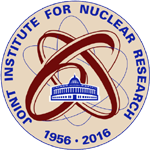 JOINT INSTITUTE FOR NUCLEAR RESEARCH
1956 • 2016